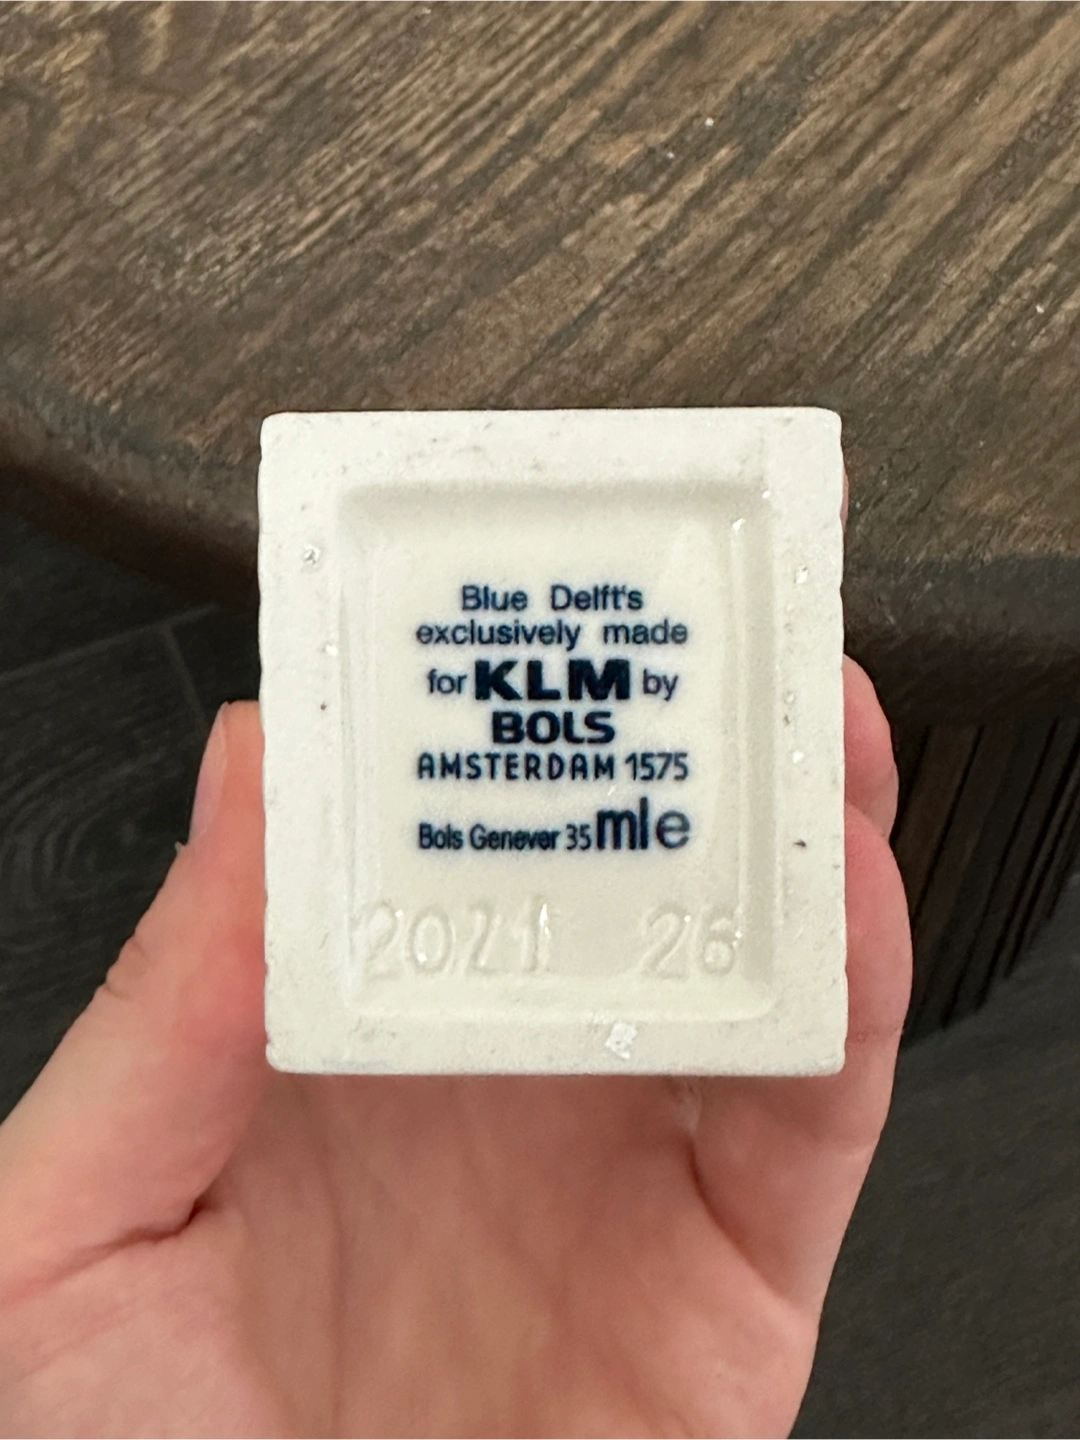 Blue Delft's
exclusively made
for KLM by
BOLS
AMSTERDAM 1575
Bols Genever 35 ml e
2021 26